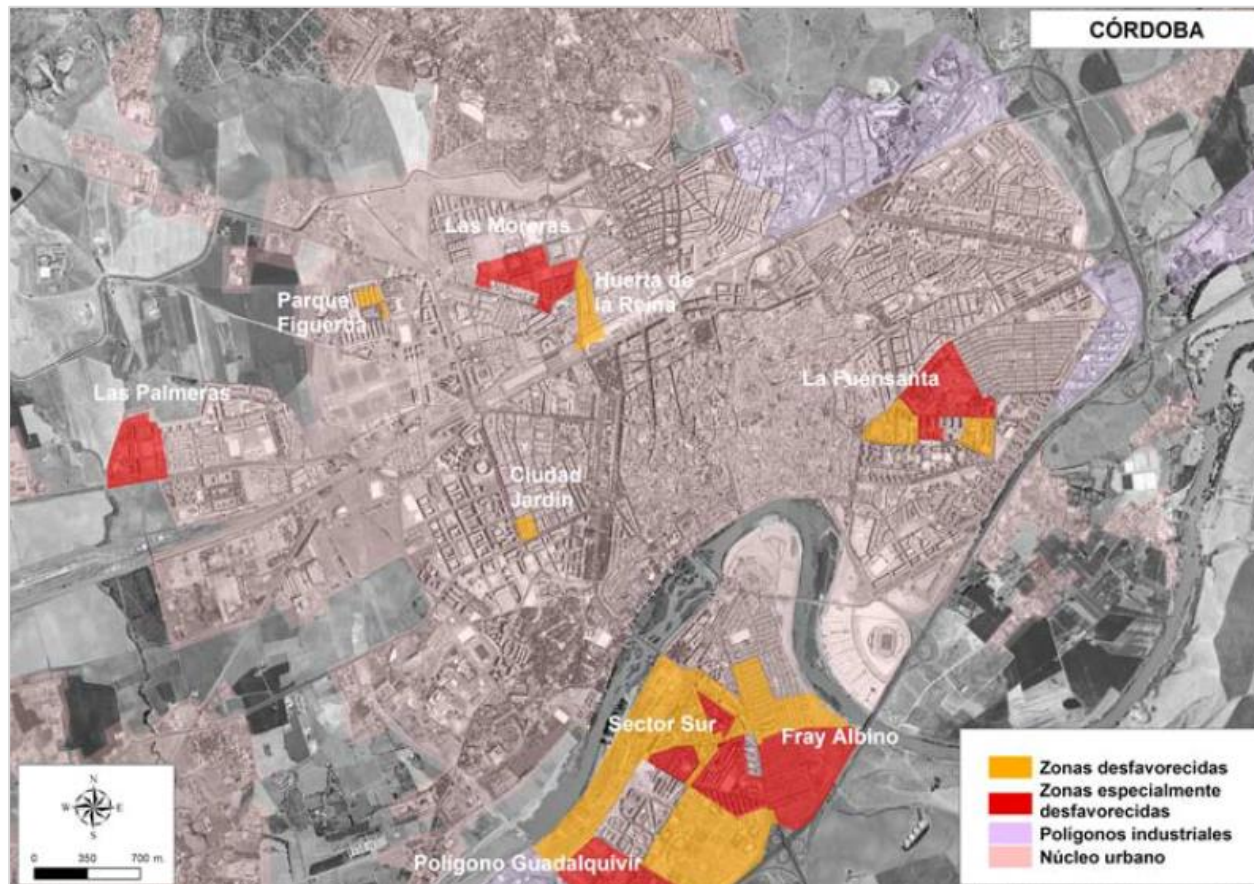 CÓRDOBA
Las Moreras
Huerta de
la Reina
Parque
Figueroa
Las Palmeras
La Fuensanta
Ciudad
Jardín
Sector Sur
Fray Albino
Polígono Guadalquivir
N
W E
S
0 350 700 m.
Zonas desfavorecidas
Zonas especialmente
desfavorecidas
Polígonos industriales
Núcleo urbano